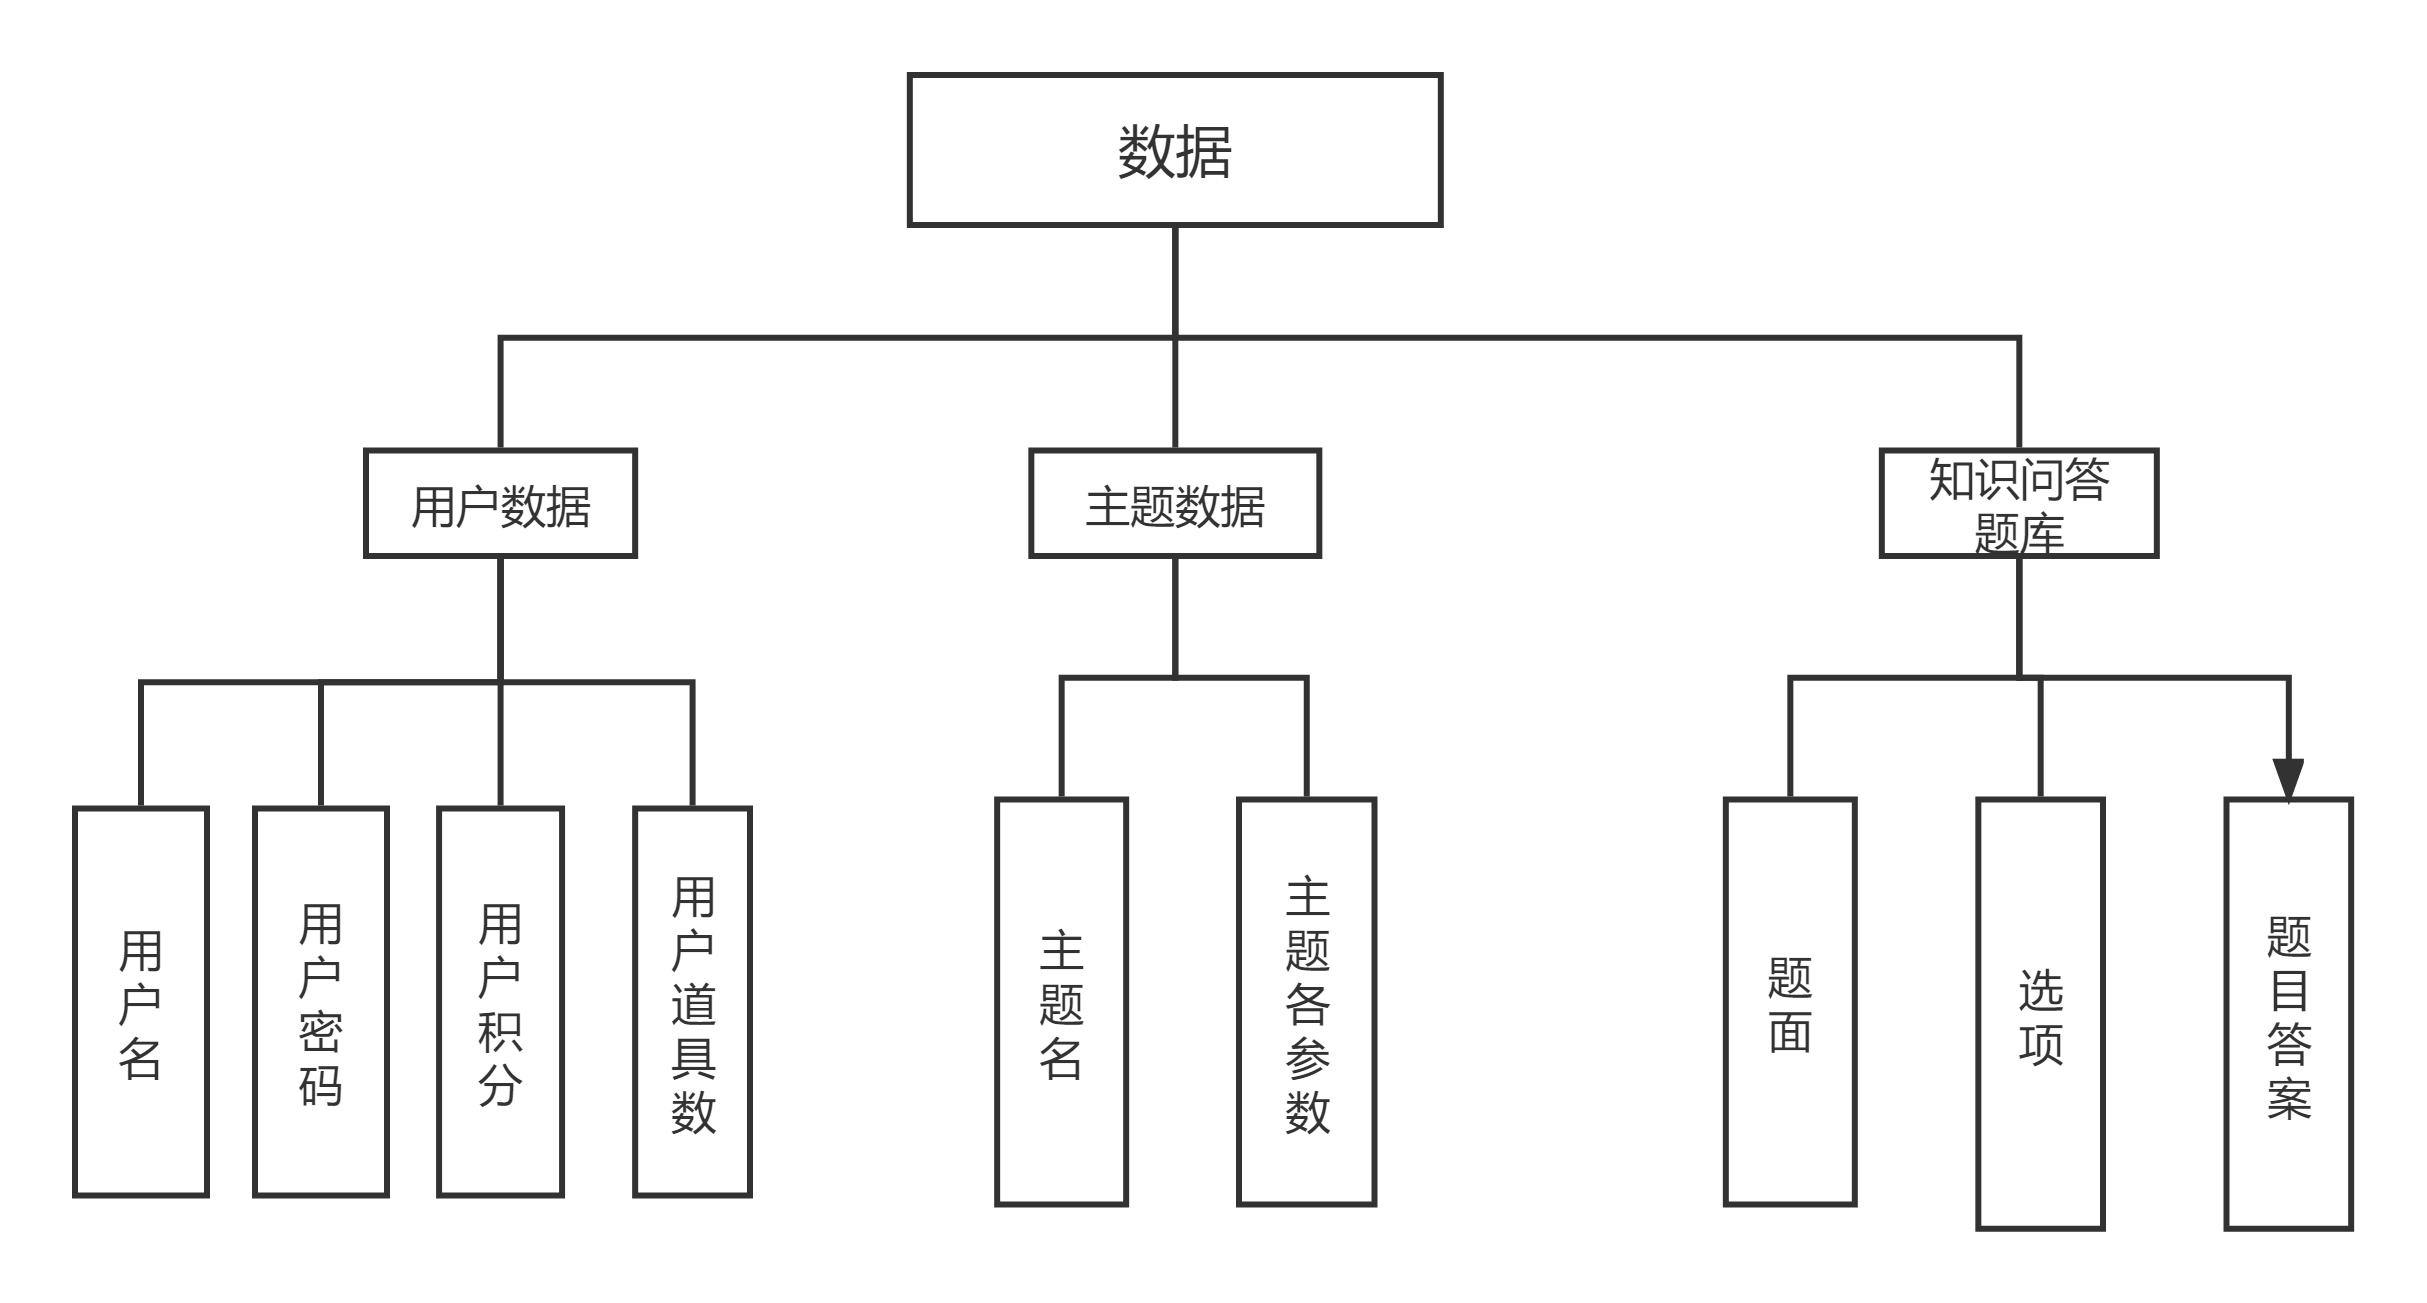 数据
用户数据
主题数据
知识问答
题库
用户名
用户密码
用户积分
用户道具数
主题名
主题各参数
题面
选项
题目答案